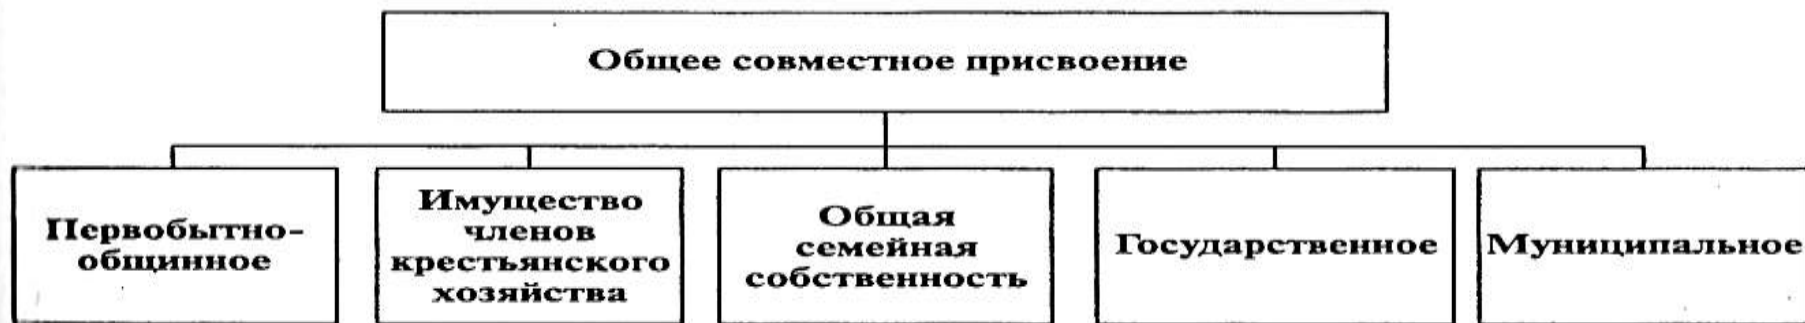 Общее совместное присвоение
Первобытно-
общинное
Имущество
членов
крестьянского
хозяйства
Общая
семейная
собственность
Государственное
Муниципальное